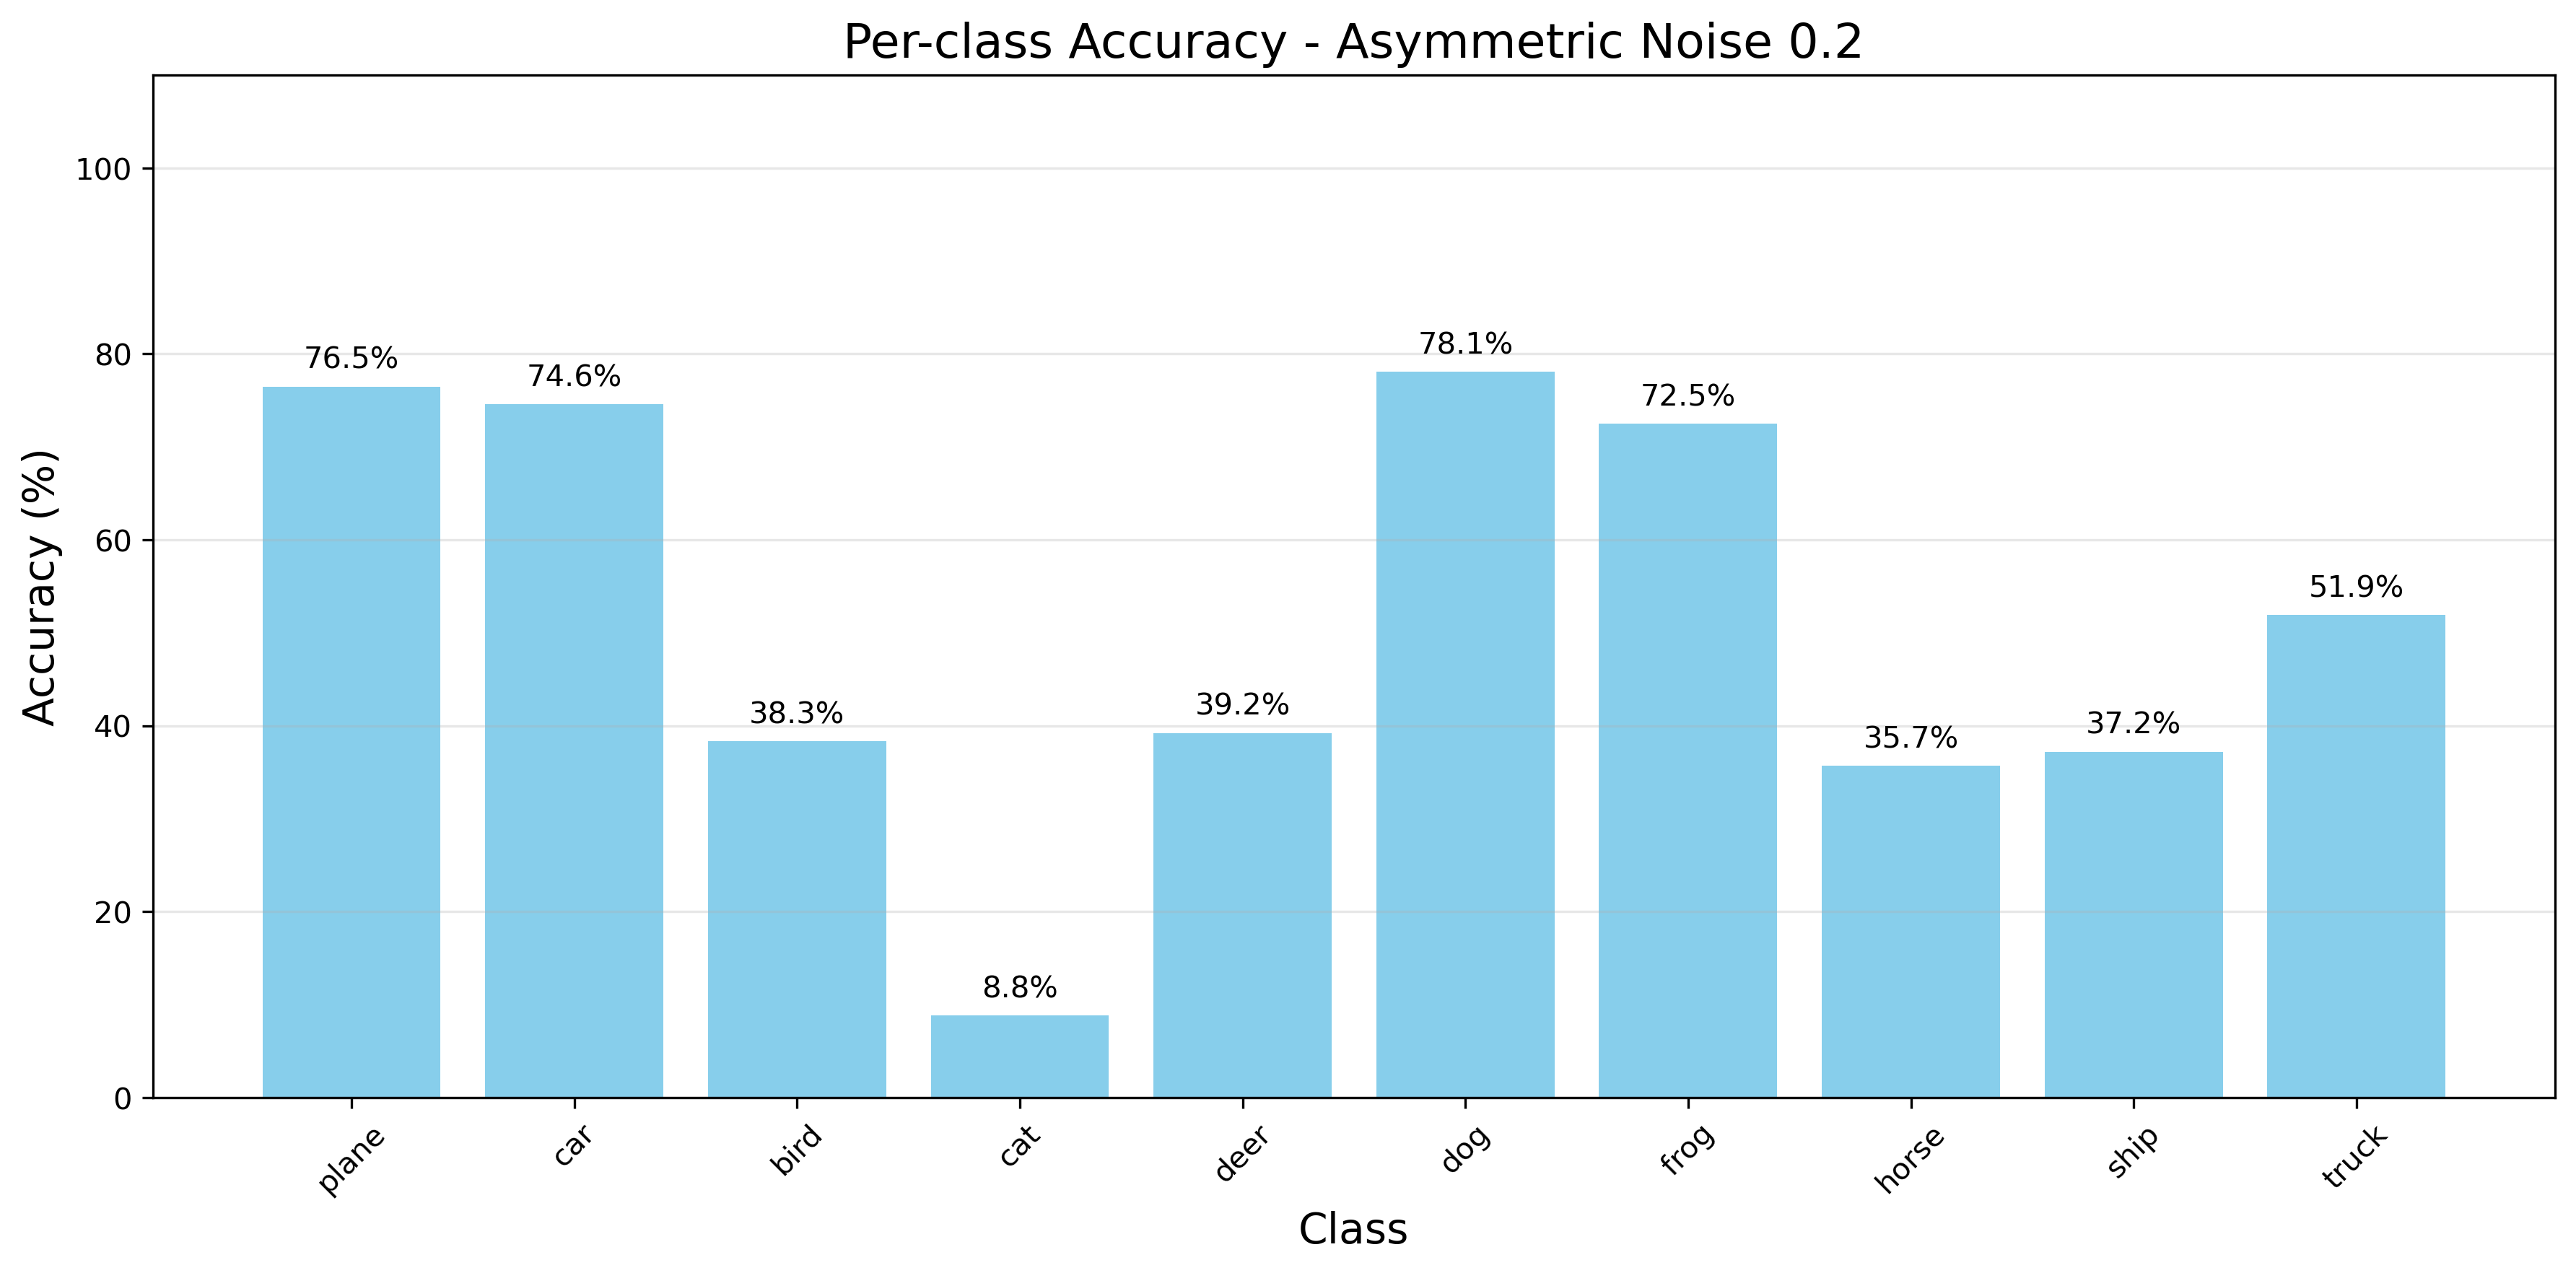 Per-class Accuracy - Asymmetric Noise 0.2
Accuracy (%)
100
80
60
40
20
0
76.5%
74.6%
38.3%
8.8%
39.2%
78.1%
72.5%
35.7%
37.2%
51.9%
plane
car
bird
cat
deer
dog
frog
horse
ship
truck
Class